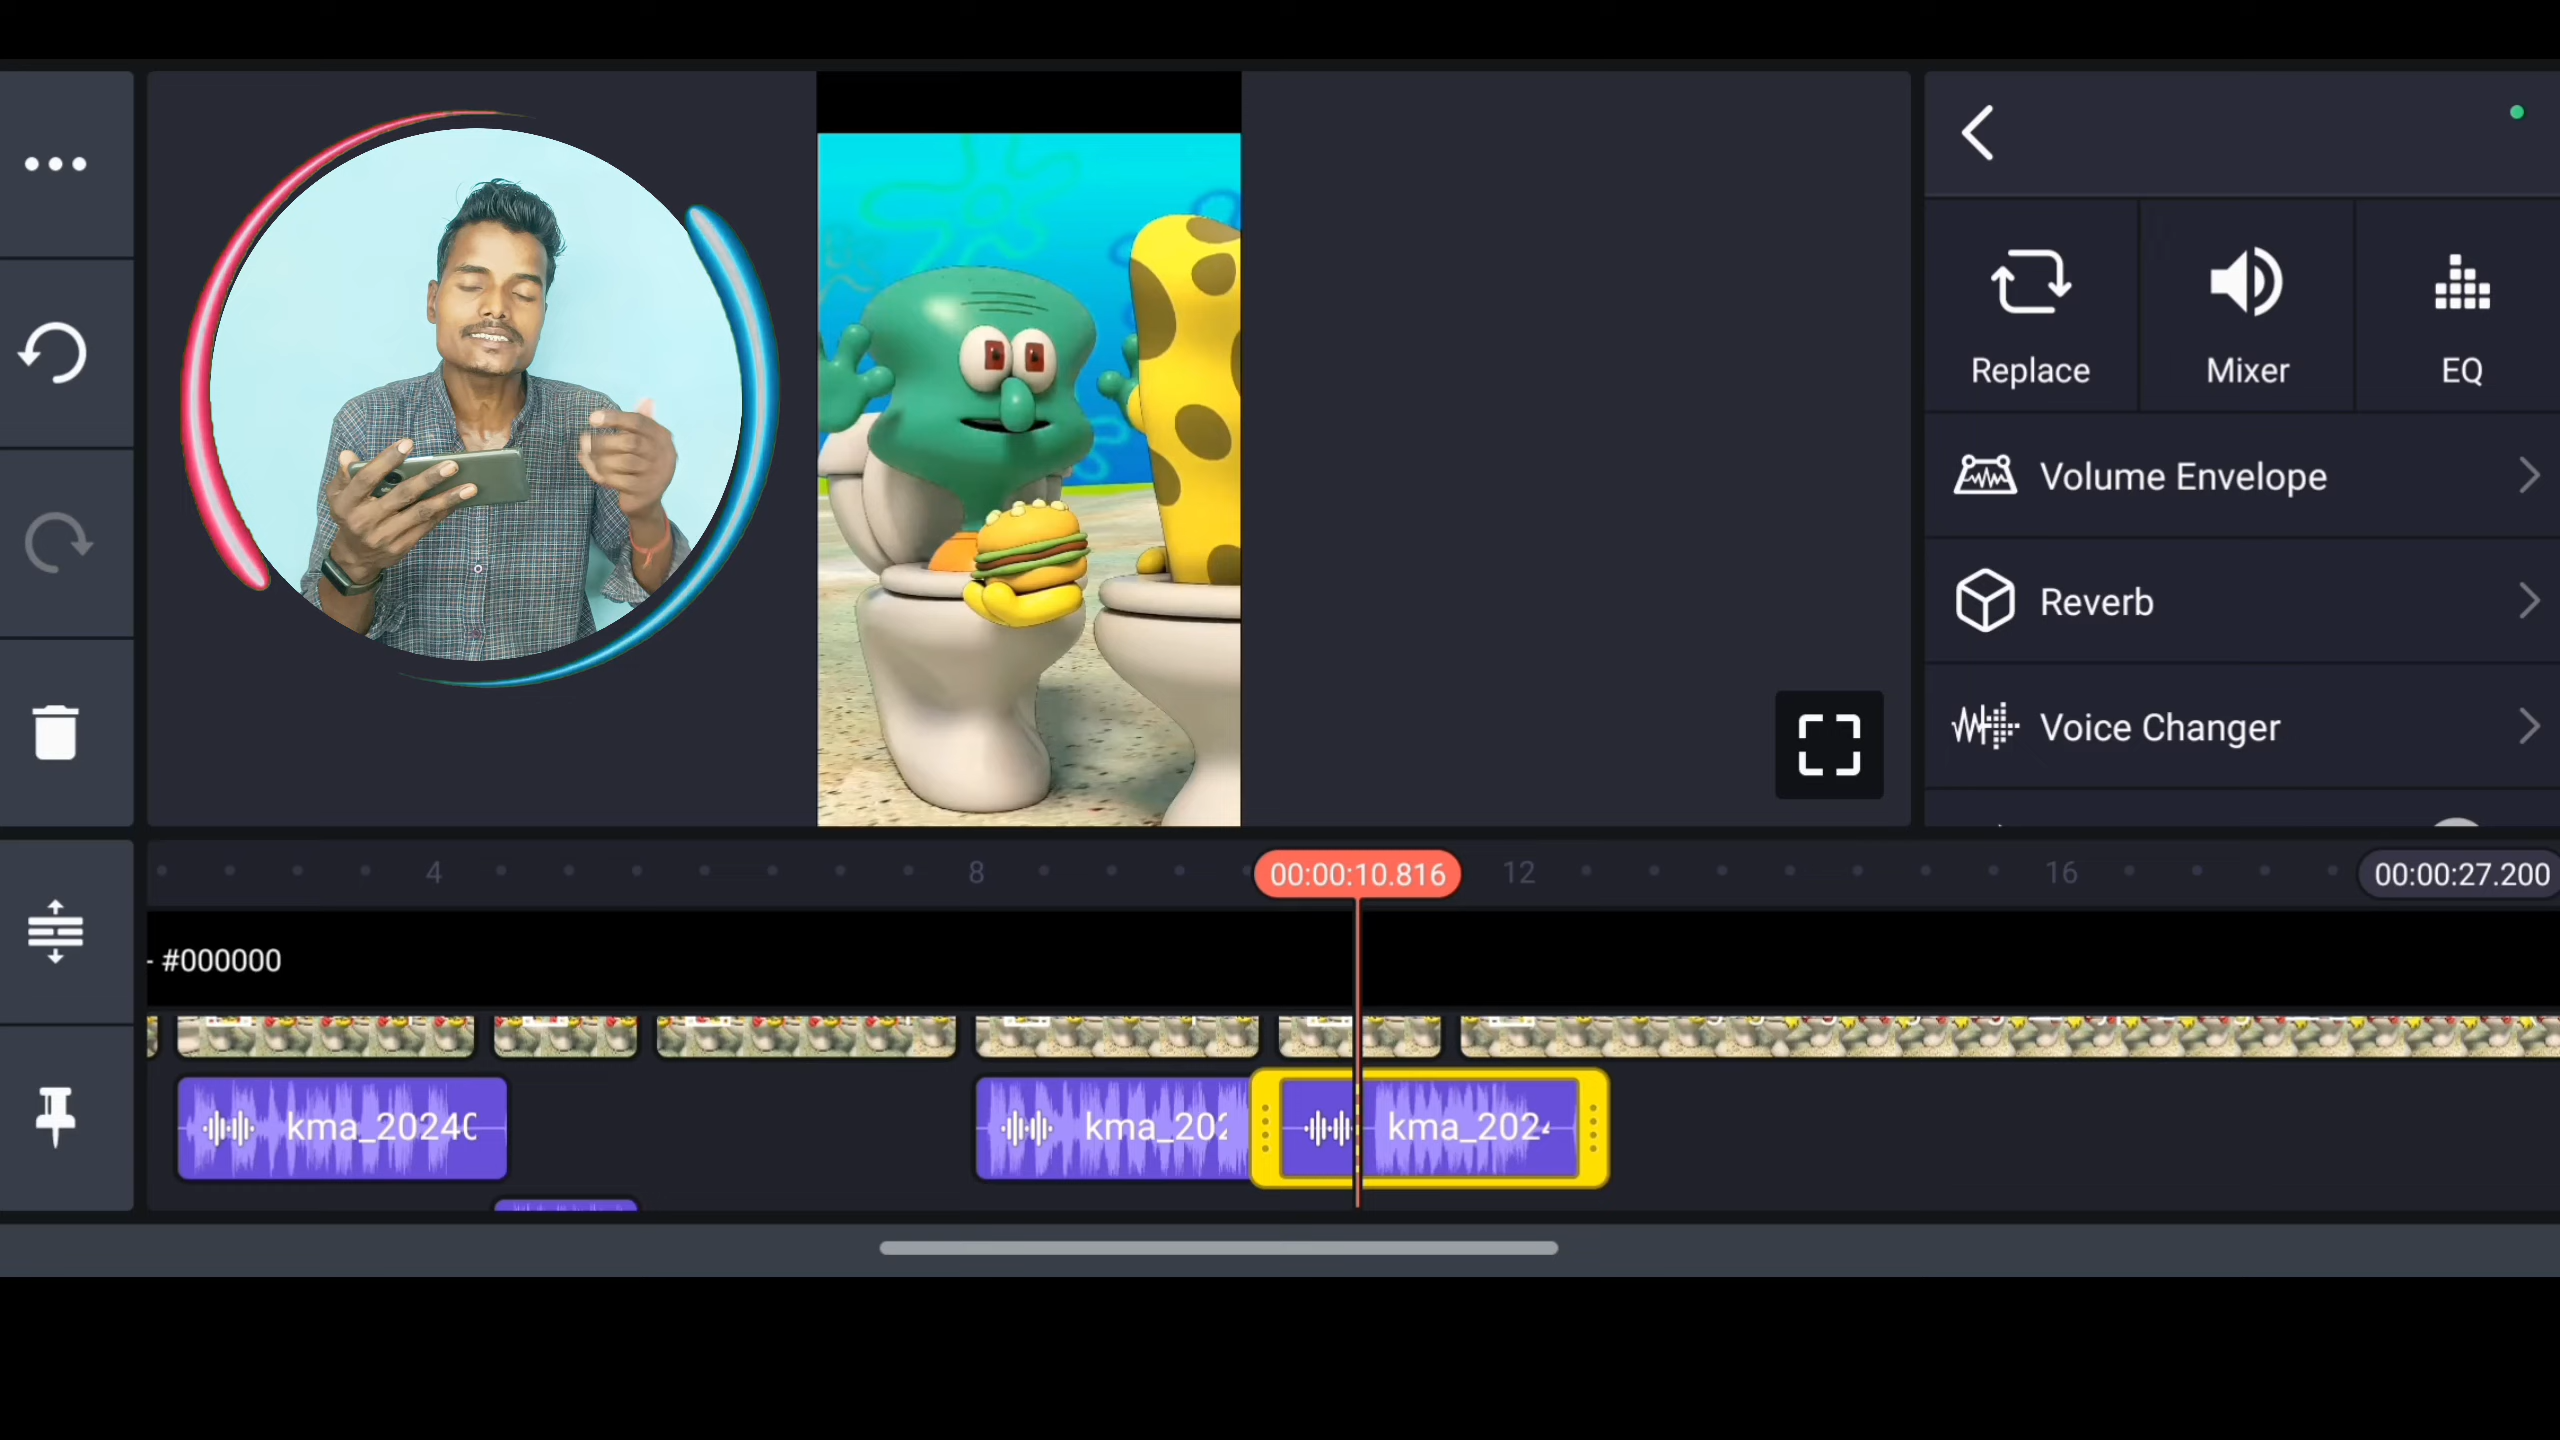 Replace
Mixer
EQ
Volume Envelope
Reverb
Voice Changer
4
8
00:00:10.816
12
16
00:00:27.200
- #000000
kma_2024
kma_202
kma_202